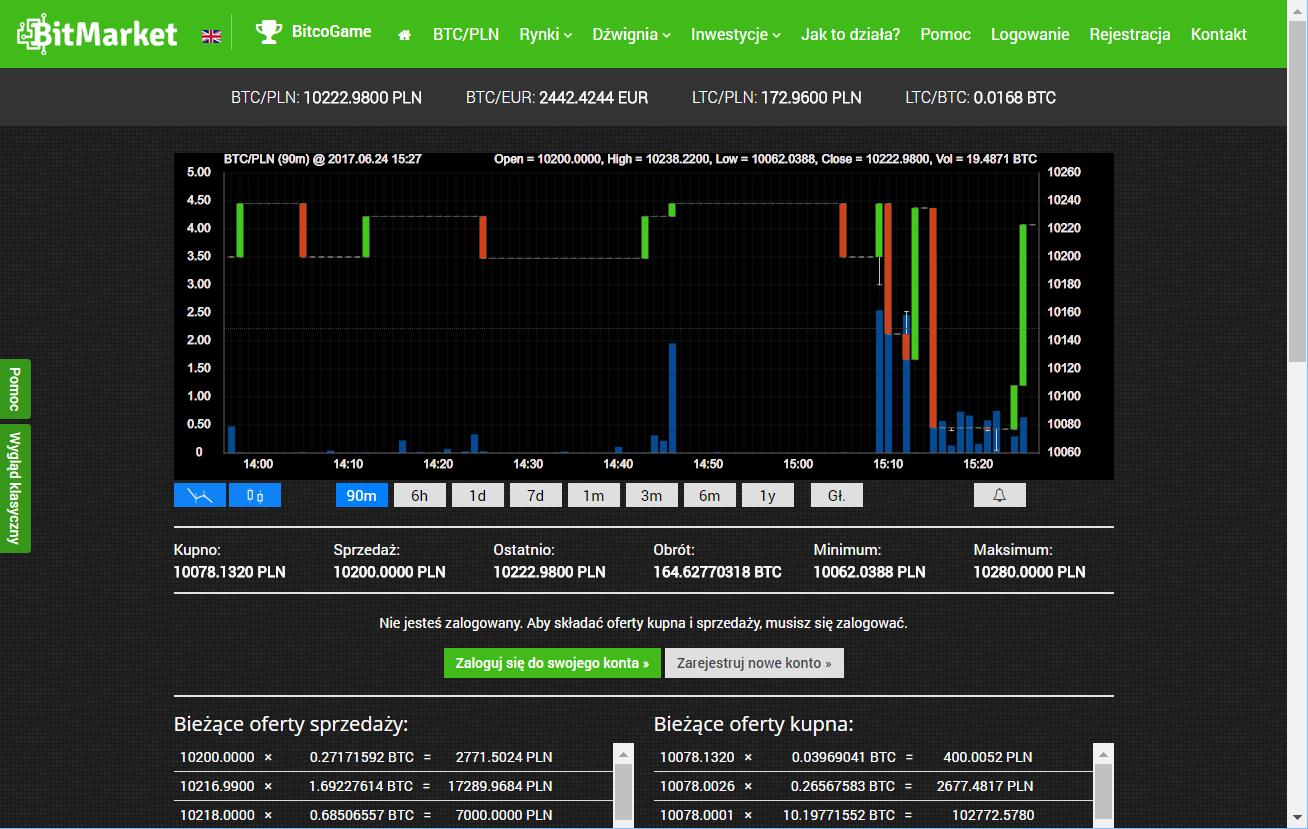 BitMarket BitcoGame BTC/PLN Rynki Dźwignia Inwestycje Jak to działa? Pomoc Logowanie Rejestracja Kontakt
BTC/PLN: 10222.9800 PLN BTC/EUR: 2442.4244 EUR LTC/PLN: 172.9600 PLN LTC/BTC: 0.0168 BTC
BTC/PLN (90m) @ 2017.06.24 15:27 Open = 10200.0000, High = 10238.2200, Low = 10062.0388, Close = 10222.9800, Vol = 19.4871 BTC
5.00 10260
4.50 10240
4.00 10220
3.50 10200
3.00 10180
2.50 10160
2.00 10140
1.50 10120
1.00 10100
0.50 10080
0 10060
14:00 14:10 14:20 14:30 14:40 14:50 15:00 15:10 15:20
Pomoc
Wygląd klasyczny
90m 6h 1d 7d 1m 3m 6m 1y Gł.
Kupno: Sprzedaż: Ostatnio: Obrót: Minimum: Maksimum:
10078.1320 PLN 10200.0000 PLN 10222.9800 PLN 164.62770318 BTC 10062.0388 PLN 10280.0000 PLN
Nie jesteś zalogowany. Aby składać oferty kupna i sprzedaży, musisz się zalogować.
Zaloguj się do swojego konta » Zarejestruj nowe konto »
Bieżące oferty sprzedaży: Bieżące oferty kupna:
10200.0000 × 0.27171592 BTC = 2771.5024 PLN 10078.1320 × 0.03969041 BTC = 400.0052 PLN
10216.9900 × 1.69227614 BTC = 17289.9684 PLN 10078.0026 × 0.26567583 BTC = 2677.4817 PLN
10218.0000 × 0.68506557 BTC = 7000.0000 PLN 10078.0001 × 10.19771552 BTC = 102772.5780